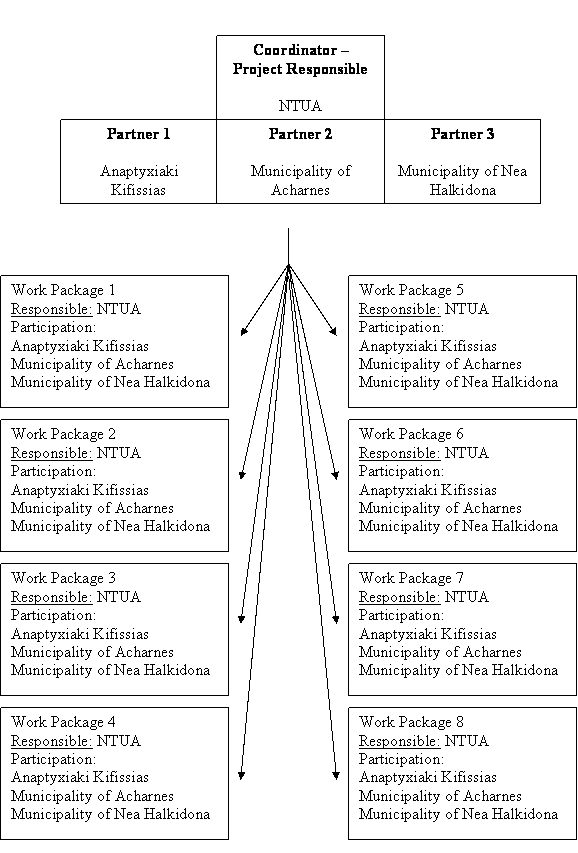 Coordinator –
Project Responsible
NTUA
Partner 1
Anaptyxiaki
Kifissias
Partner 2
Municipality of
Acharnes
Partner 3
Municipality of Nea
Halkidona
Work Package 1
Responsible: NTUA
Participation:
Anaptyxiaki Kifissias
Municipality of Acharnes
Municipality of Nea Halkidona
Work Package 2
Responsible: NTUA
Participation:
Anaptyxiaki Kifissias
Municipality of Acharnes
Municipality of Nea Halkidona
Work Package 3
Responsible: NTUA
Participation:
Anaptyxiaki Kifissias
Municipality of Acharnes
Municipality of Nea Halkidona
Work Package 4
Responsible: NTUA
Participation:
Anaptyxiaki Kifissias
Municipality of Acharnes
Municipality of Nea Halkidona
Work Package 5
Responsible: NTUA
Participation:
Anaptyxiaki Kifissias
Municipality of Acharnes
Municipality of Nea Halkidona
Work Package 6
Responsible: NTUA
Participation:
Anaptyxiaki Kifissias
Municipality of Acharnes
Municipality of Nea Halkidona
Work Package 7
Responsible: NTUA
Participation:
Anaptyxiaki Kifissias
Municipality of Acharnes
Municipality of Nea Halkidona
Work Package 8
Responsible: NTUA
Participation:
Anaptyxiaki Kifissias
Municipality of Acharnes
Municipality of Nea Halkidona